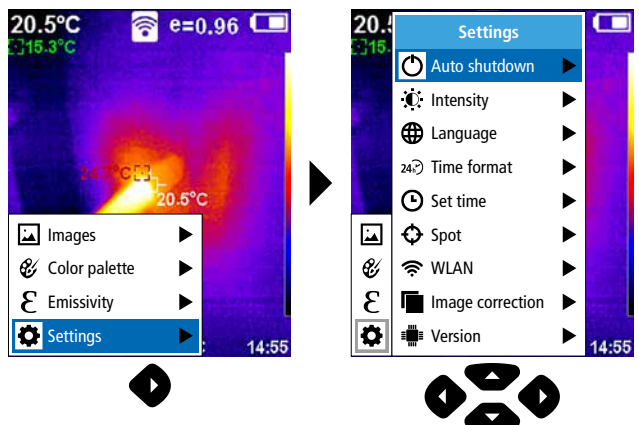 20.5°C
e=0.96
15.3°C
24.7°C
20.5°C
Images
Color palette
Ɛ Emissivity
Settings
14:55
Settings
Auto shutdown
Intensity
Language
24h Time format
Set time
Spot
WLAN
Ɛ Image correction
Version
14:55